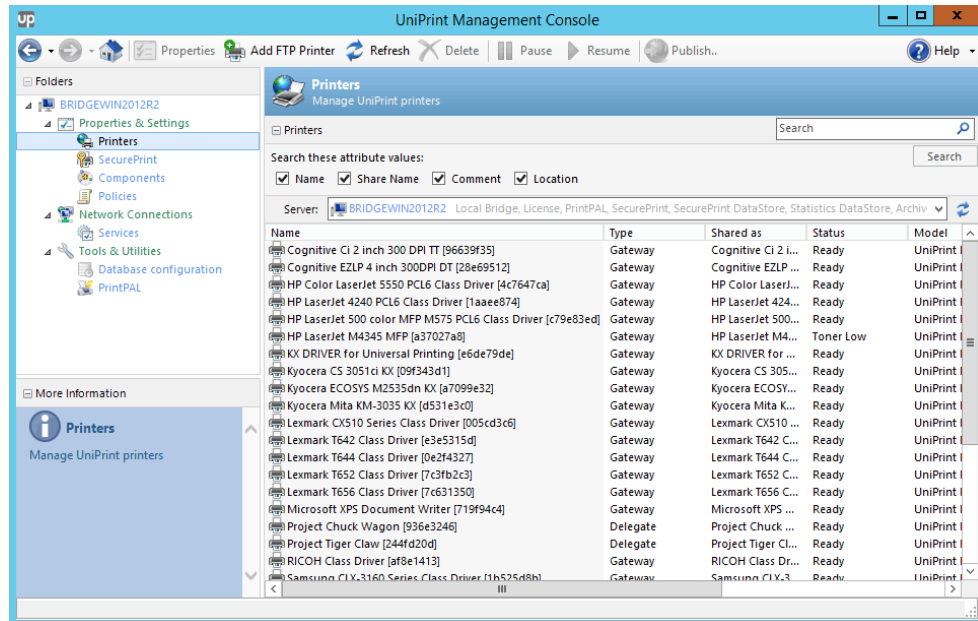 up UniPrint Management Console
Properties Add FTP Printer Refresh Delete Pause Resume Publish.. Help
Folders
BRIDGEWIN2012R2
Properties & Settings
Printers
SecurePrint
Components
Policies
Network Connections
Services
Tools & Utilities
Database configuration
PrintPAL
More Information
Printers
Manage UniPrint printers
Printers
Manage UniPrint printers
Printers Search
Search these attribute values: Search
Name Share Name Comment Location
Server: BRIDGEWIN2012R2 Local Bridge, License, PrintPAL, SecurePrint, SecurePrint DataStore, Statistics DataStore, Archiv
Name Type Shared as Status Model
Cognitive Ci 2 inch 300 DPI TT [96639f35] Gateway Cognitive Ci 2 i... Ready UniPrint
Cognitive EZLP 4 inch 300DPI DT [28e69512] Gateway Cognitive EZLP ... Ready UniPrint
HP Color LaserJet 5550 PCL6 Class Driver [4c7647ca] Gateway HP Color LaserJ... Ready UniPrint
HP LaserJet 4240 PCL6 Class Driver [1aaee874] Gateway HP LaserJet 424... Ready UniPrint
HP LaserJet 500 color MFP M575 PCL6 Class Driver [c79e83ed] Gateway HP LaserJet 500... Ready UniPrint
HP LaserJet M4345 MFP [a37027a8] Gateway HP LaserJet M4... Toner Low UniPrint
KX DRIVER for Universal Printing [e6de79de] Gateway KX DRIVER for ... Ready UniPrint
Kyocera CS 3051ci KX [09f343d1] Gateway Kyocera CS 305... Ready UniPrint
Kyocera ECOSYS M2535dn KX [a7099e32] Gateway Kyocera ECOSY... Ready UniPrint
Kyocera Mita KM-3035 KX [d531e3c0] Gateway Kyocera Mita K... Ready UniPrint
Lexmark CX510 Series Class Driver [005cd3c6] Gateway Lexmark CX510 ... Ready UniPrint
Lexmark T642 Class Driver [e3e5315d] Gateway Lexmark T642 C... Ready UniPrint
Lexmark T644 Class Driver [0e2f4327] Gateway Lexmark T644 C... Ready UniPrint
Lexmark T652 Class Driver [7c3fb2c3] Gateway Lexmark T652 C... Ready UniPrint
Lexmark T656 Class Driver [7c631350] Gateway Lexmark T656 C... Ready UniPrint
Microsoft XPS Document Writer [719f94c4] Gateway Microsoft XPS ... Ready UniPrint
Project Chuck Wagon [936e3246] Delegate Project Chuck ... Ready UniPrint
Project Tiger Claw [244fd20d] Delegate Project Tiger Cl... Ready UniPrint
RICOH Class Driver [af8e1413] Gateway RICOH Class Dr... Ready UniPrint
Samsung CLX-3160 Series Class Driver [1b525d8b] Gateway Samsung CLX-3... Ready UniPrint